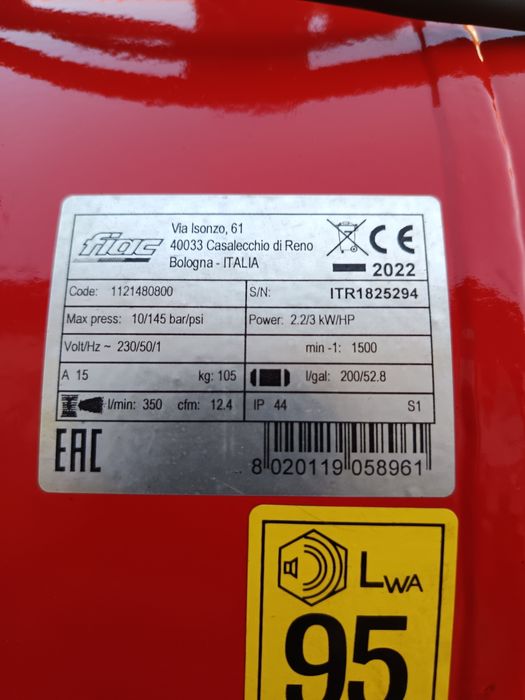 fiac
Via Isonzo, 61
40033 Casalecchio di Reno
Bologna - ITALIA
CE
2022
Code: 1121480800
S/N: ITR1825294
Max press: 10/145 bar/psi
Power: 2.2/3 kW/HP
Volt/Hz ~ 230/50/1
min -1: 1500
A 15 kg: 105
l/gal: 200/52.8
l/min: 350 cfm: 12.4
IP 44 S1
EAC
8 020119 058961
LWA
95